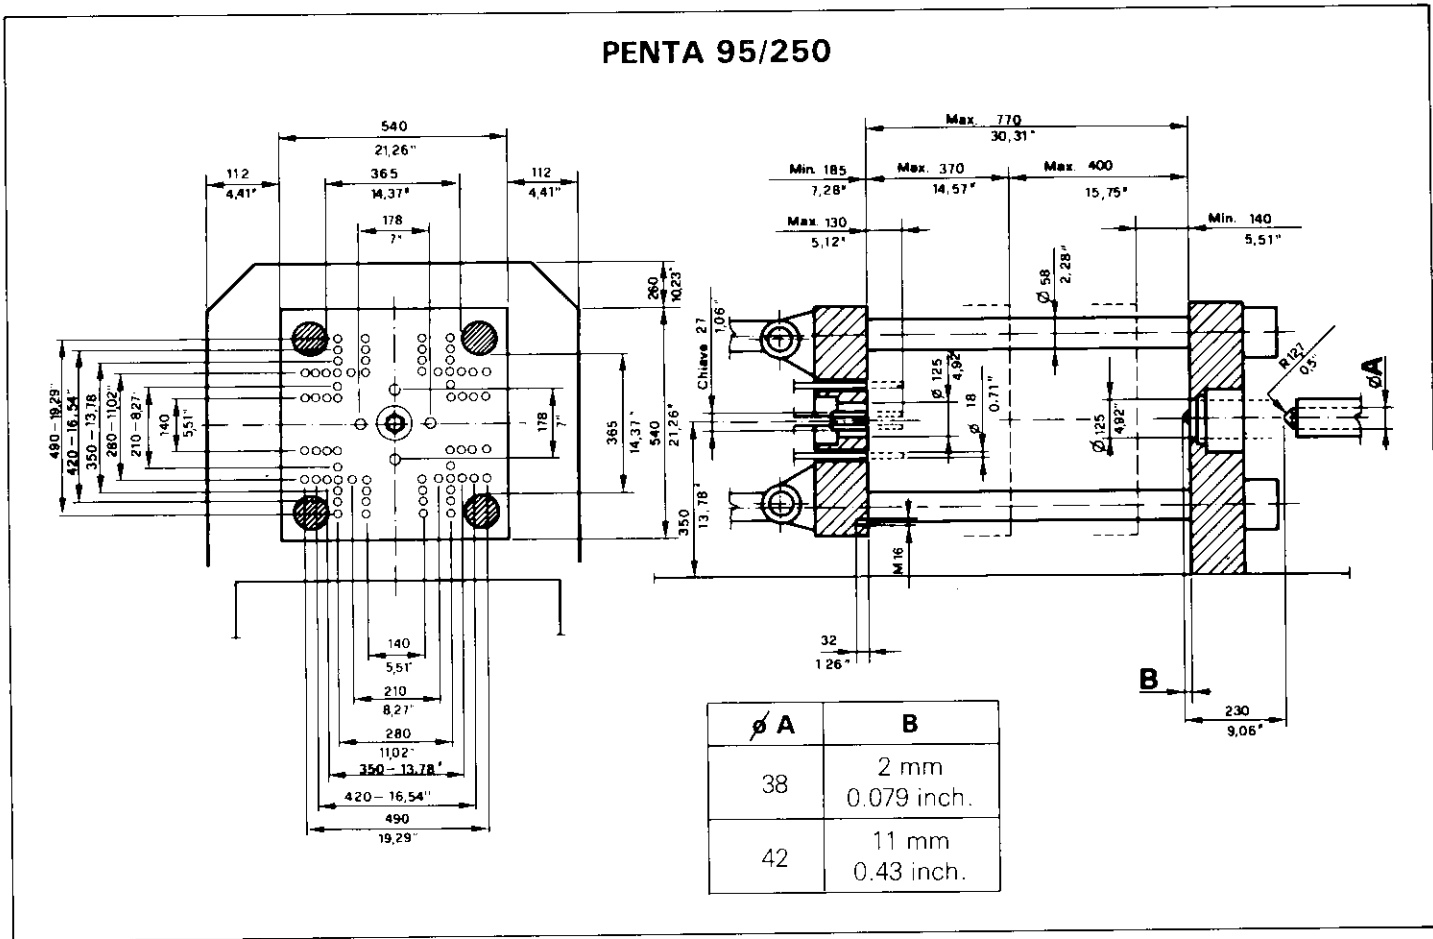 PENTA 95/250
540
21,26"
112
4,41"
365
14,37"
112
4,41"
178
7"
260
10,23"
490-19,29"
420-16,54"
350-13,78
280-11,02"
210-8,27"
140
5,51"
178
7"
365
14,37"
540
21,26"
350
13,78"
140
5,51"
210
8,27"
280
11,02"
350-13.78"
420-16,54"
490
19,29"
Max. 770
30,31"
Min. 185
7,28"
Max. 370
14,57"
Max. 400
15,75"
Max. 130
5,12"
Min. 140
5,51"
Ø 58
2,28"
Chiave 27
1,06"
Ø 125
4,92"
Ø 18
0.71"
Ø 125
4,92"
R 12,7
0,5"
ØA
M16
32
1.26"
B
230
9,06"
ø A B
38 2 mm
0.079 inch.
42 11 mm
0.43 inch.